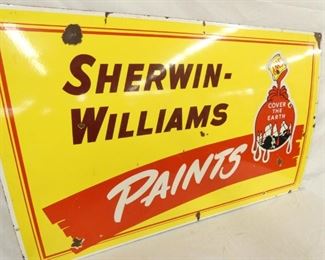 SHERWIN-
WILLIAMS
PAINTS
COVER
THE
EARTH